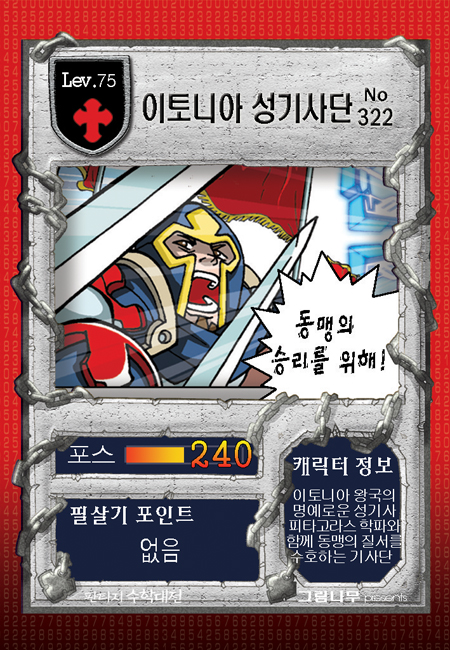 Lev.75
이토니아 성기사단
No
322
동맹의
승리를 위해!
포스 240
필살기 포인트
없음
캐릭터 정보
이토니아 왕국의
명예로운 성기사
피타고라스 학파와
함께 동맹의 질서를
수호하는 기사단
판타지 수학대전
그림나무 presents